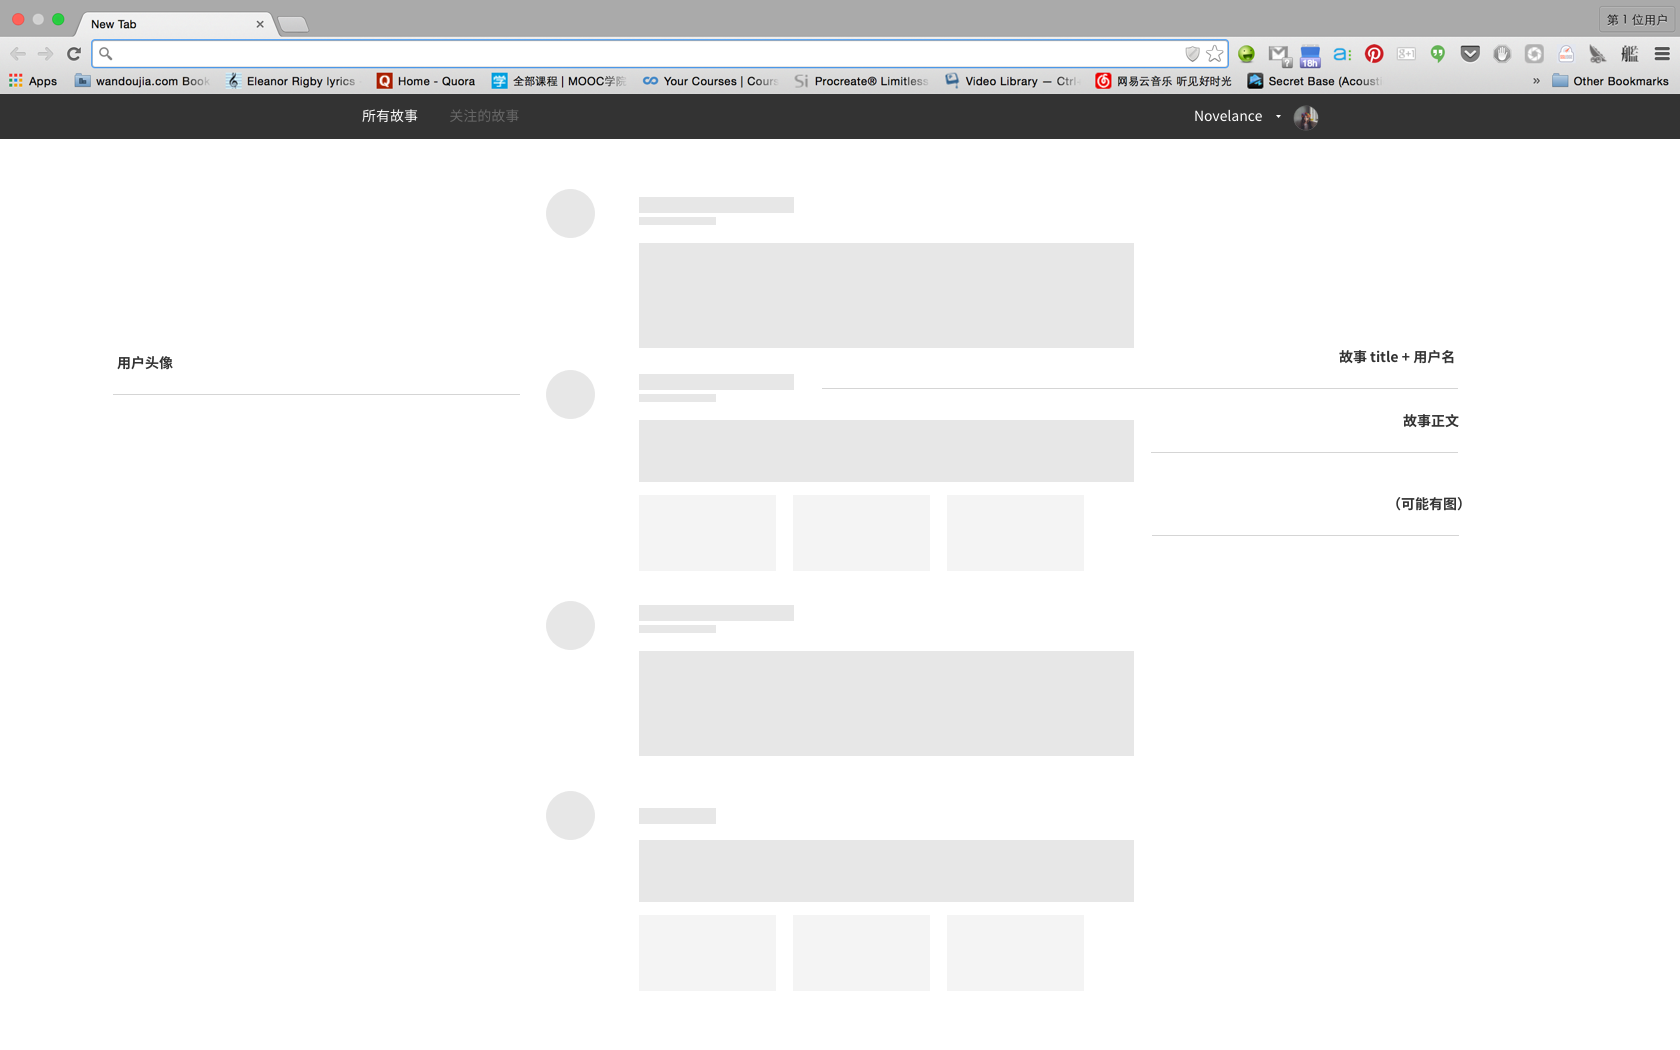 New Tab
第 1 位用户
18h
Apps
wandoujia.com Book
Eleanor Rigby lyrics
Home - Quora
全部课程 | MOOC学院
Your Courses | Cours
Procreate® Limitless
Video Library — Ctrl-
网易云音乐 听见好时光
Secret Base (Acousti
»
Other Bookmarks
所有故事
关注的故事
Novelance
用户头像
故事 title + 用户名
故事正文
（可能有图）